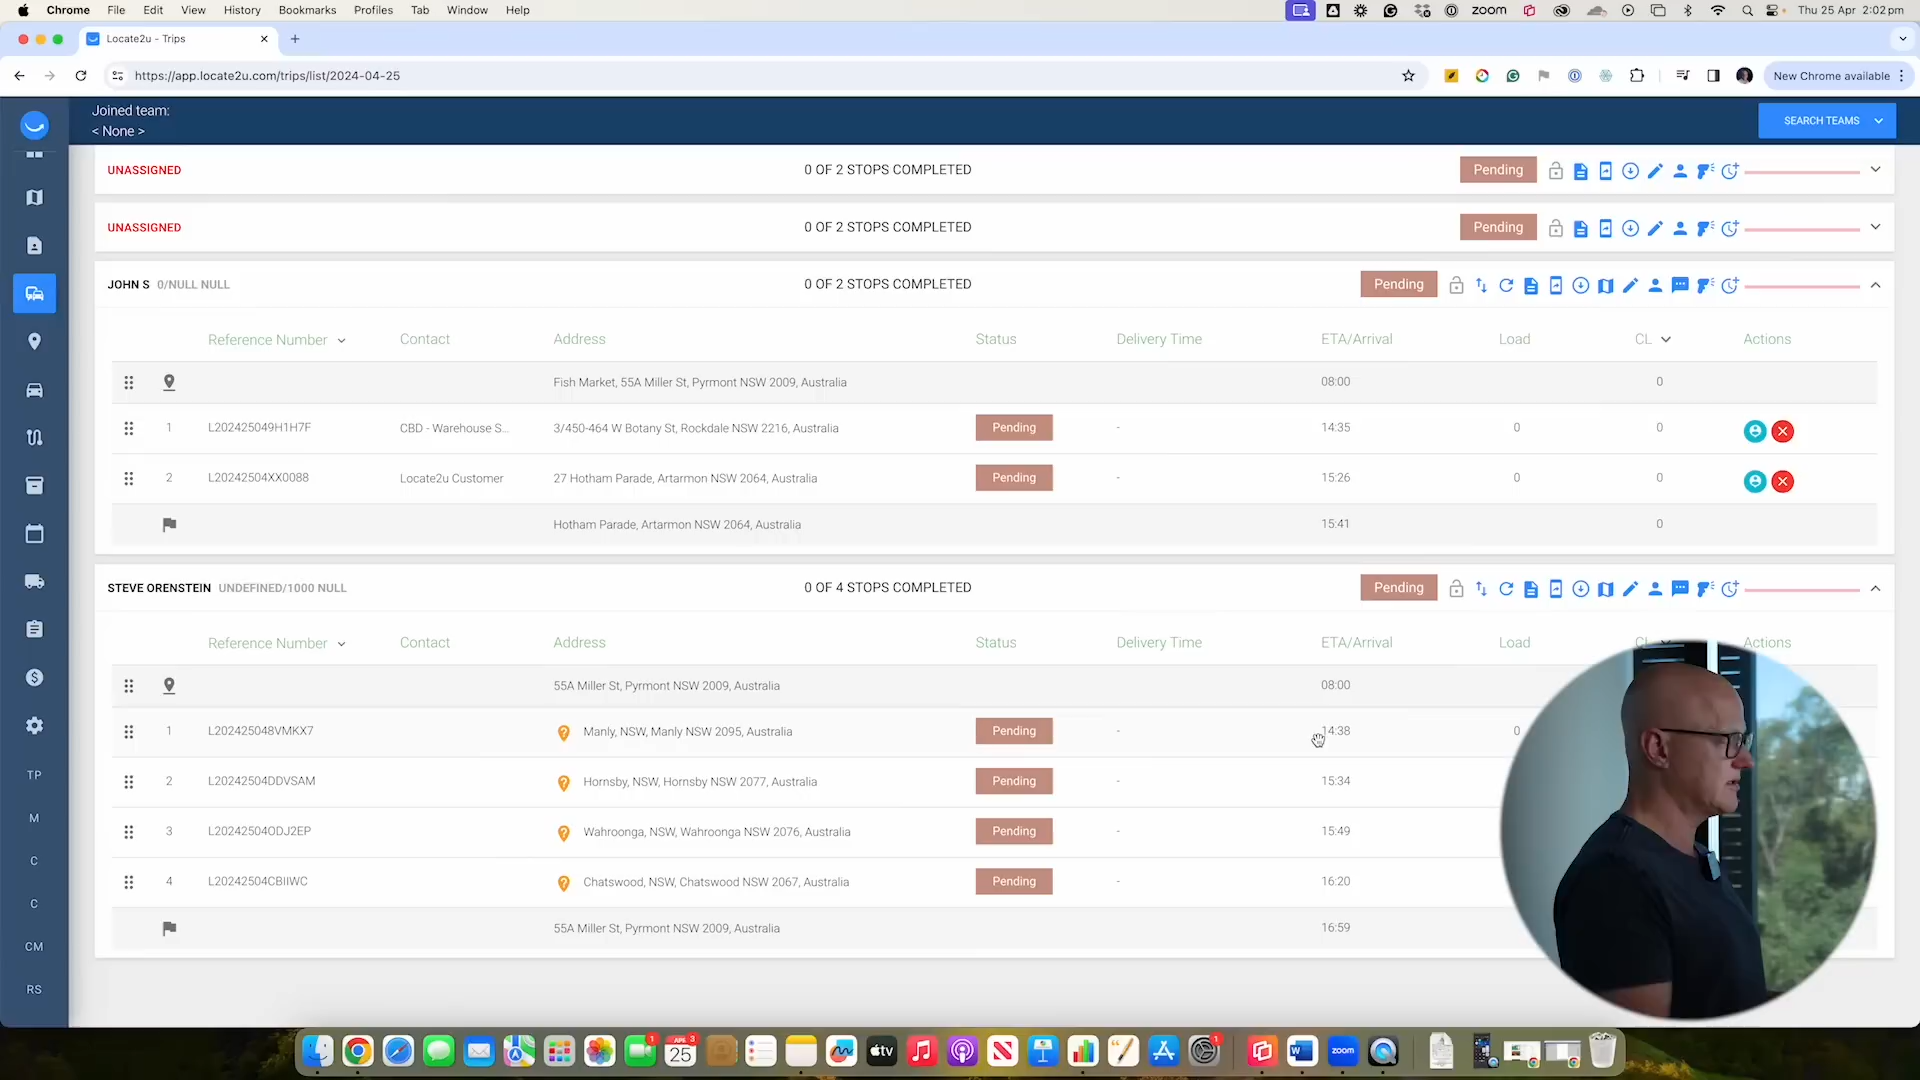 Chrome File Edit View History Bookmarks Profiles Tab Window Help zoom Thu 25 Apr 2:02pm
Locate2u - Trips
https://app.locate2u.com/trips/list/2024-04-25 New Chrome available
Joined team:
< None >
SEARCH TEAMS
UNASSIGNED 0 OF 2 STOPS COMPLETED Pending
UNASSIGNED 0 OF 2 STOPS COMPLETED Pending
JOHN S 0/NULL NULL 0 OF 2 STOPS COMPLETED Pending
Reference Number Contact Address Status Delivery Time ETA/Arrival Load CL Actions
Fish Market, 55A Miller St, Pyrmont NSW 2009, Australia 08:00 0
1 L202425049H1H7F CBD - Warehouse S... 3/450-464 W Botany St, Rockdale NSW 2216, Australia Pending - 14:35 0 0
2 L20242504XX0088 Locate2u Customer 27 Hotham Parade, Artarmon NSW 2064, Australia Pending - 15:26 0 0
Hotham Parade, Artarmon NSW 2064, Australia 15:41 0
STEVE ORENSTEIN UNDEFINED/1000 NULL 0 OF 4 STOPS COMPLETED Pending
Reference Number Contact Address Status Delivery Time ETA/Arrival Load CL Actions
55A Miller St, Pyrmont NSW 2009, Australia 08:00
1 L202425048VMKX7 Manly, NSW, Manly NSW 2095, Australia Pending - 14:38 0
2 L20242504DDVSAM Hornsby, NSW, Hornsby NSW 2077, Australia Pending - 15:34
3 L20242504ODJ2EP Wahroonga, NSW, Wahroonga NSW 2076, Australia Pending - 15:49
4 L20242504CBIIWC Chatswood, NSW, Chatswood NSW 2067, Australia Pending - 16:20
55A Miller St, Pyrmont NSW 2009, Australia 16:59
TP
M
C
C
CM
RS
1 APR 3 25 tv 1 W zoom